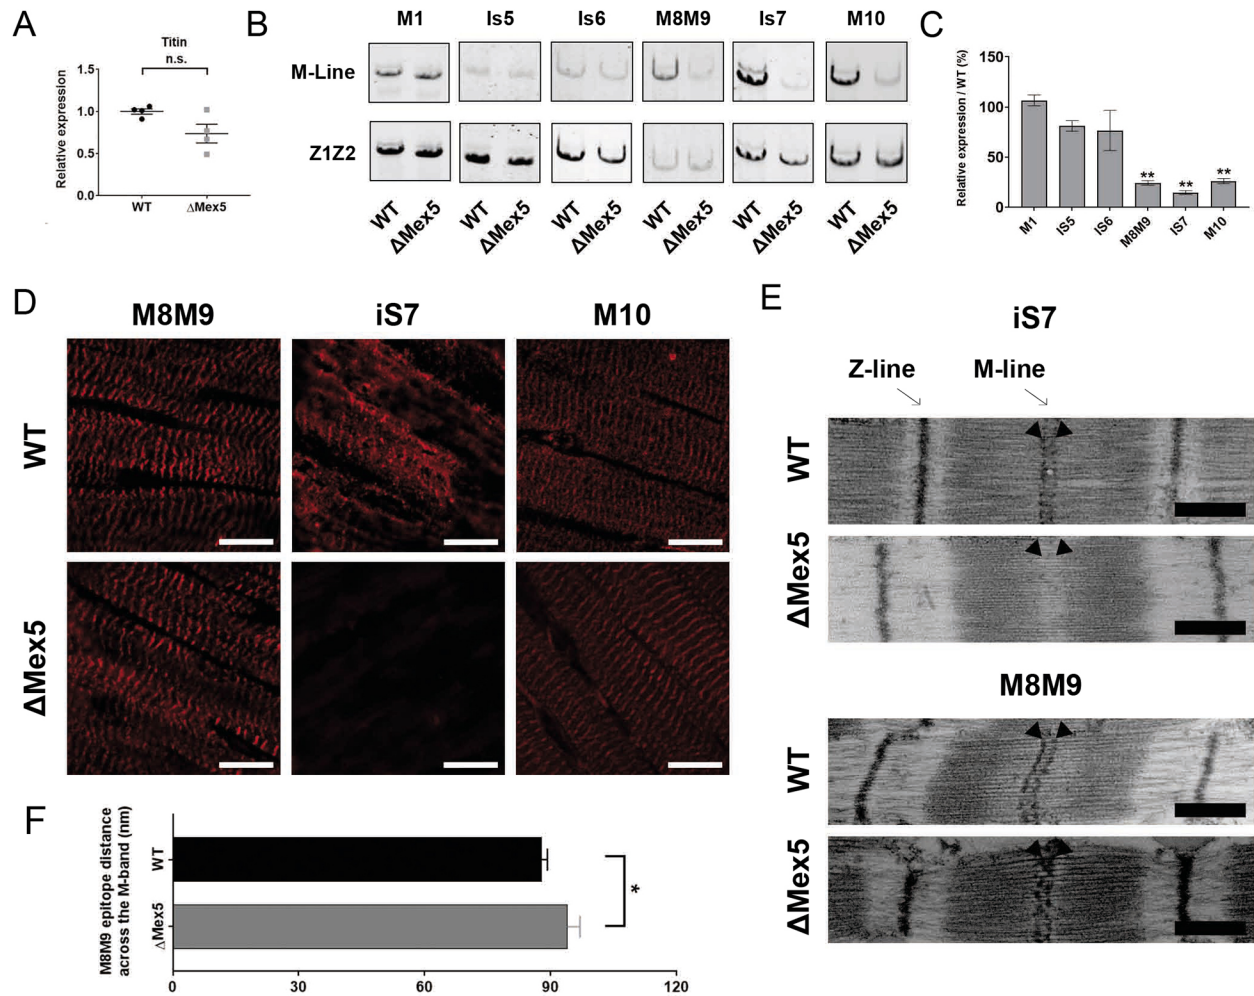 A
Titin
n.s.
Relative expression
1.5
1.0
0.5
0.0
WT
ΔMex5
B
M1
Is5
Is6
M8M9
Is7
M10
M-Line
Z1Z2
WT
ΔMex5
WT
ΔMex5
WT
ΔMex5
WT
ΔMex5
WT
ΔMex5
WT
ΔMex5
C
Relative expression / WT (%)
150
100
50
0
**
**
**
M1
IS5
IS6
M8M9
IS7
M10
D
M8M9
iS7
M10
WT
ΔMex5
E
iS7
Z-line
M-line
WT
ΔMex5
M8M9
WT
ΔMex5
F
M8M9 epitope distance
across the M-band (nm)
WT
ΔMex5
*
0
30
60
90
120